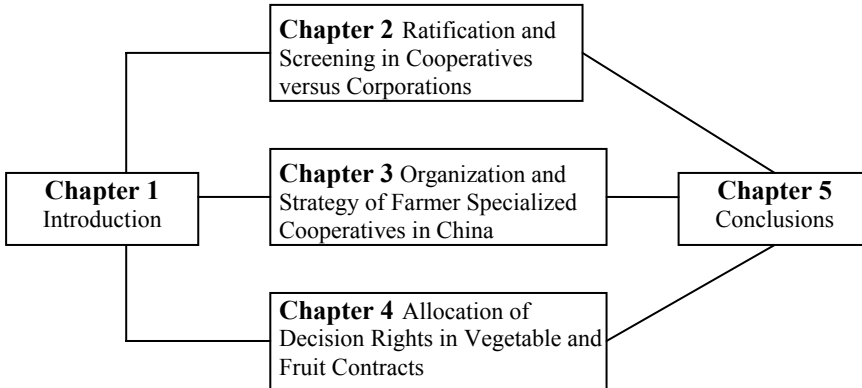 Chapter 2 Ratification and
Screening in Cooperatives
versus Corporations
Chapter 1
Introduction
Chapter 3 Organization and
Strategy of Farmer Specialized
Cooperatives in China
Chapter 5
Conclusions
Chapter 4 Allocation of
Decision Rights in Vegetable and
Fruit Contracts